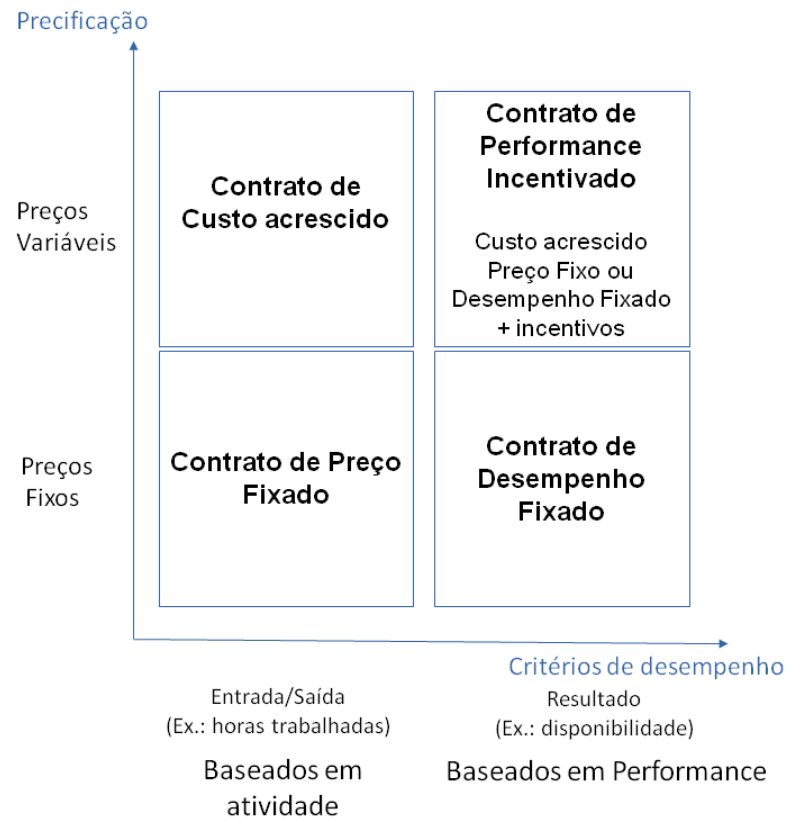 Precificação
Preços
Variáveis
Contrato de
Custo acrescido
Contrato de
Performance
Incentivado
Custo acrescido
Preço Fixo ou
Desempenho Fixado
+ incentivos
Preços
Fixos
Contrato de Preço
Fixado
Contrato de
Desempenho
Fixado
Critérios de desempenho
Entrada/Saída
(Ex.: horas trabalhadas)
Resultado
(Ex.: disponibilidade)
Baseados em
atividade
Baseados em Performance